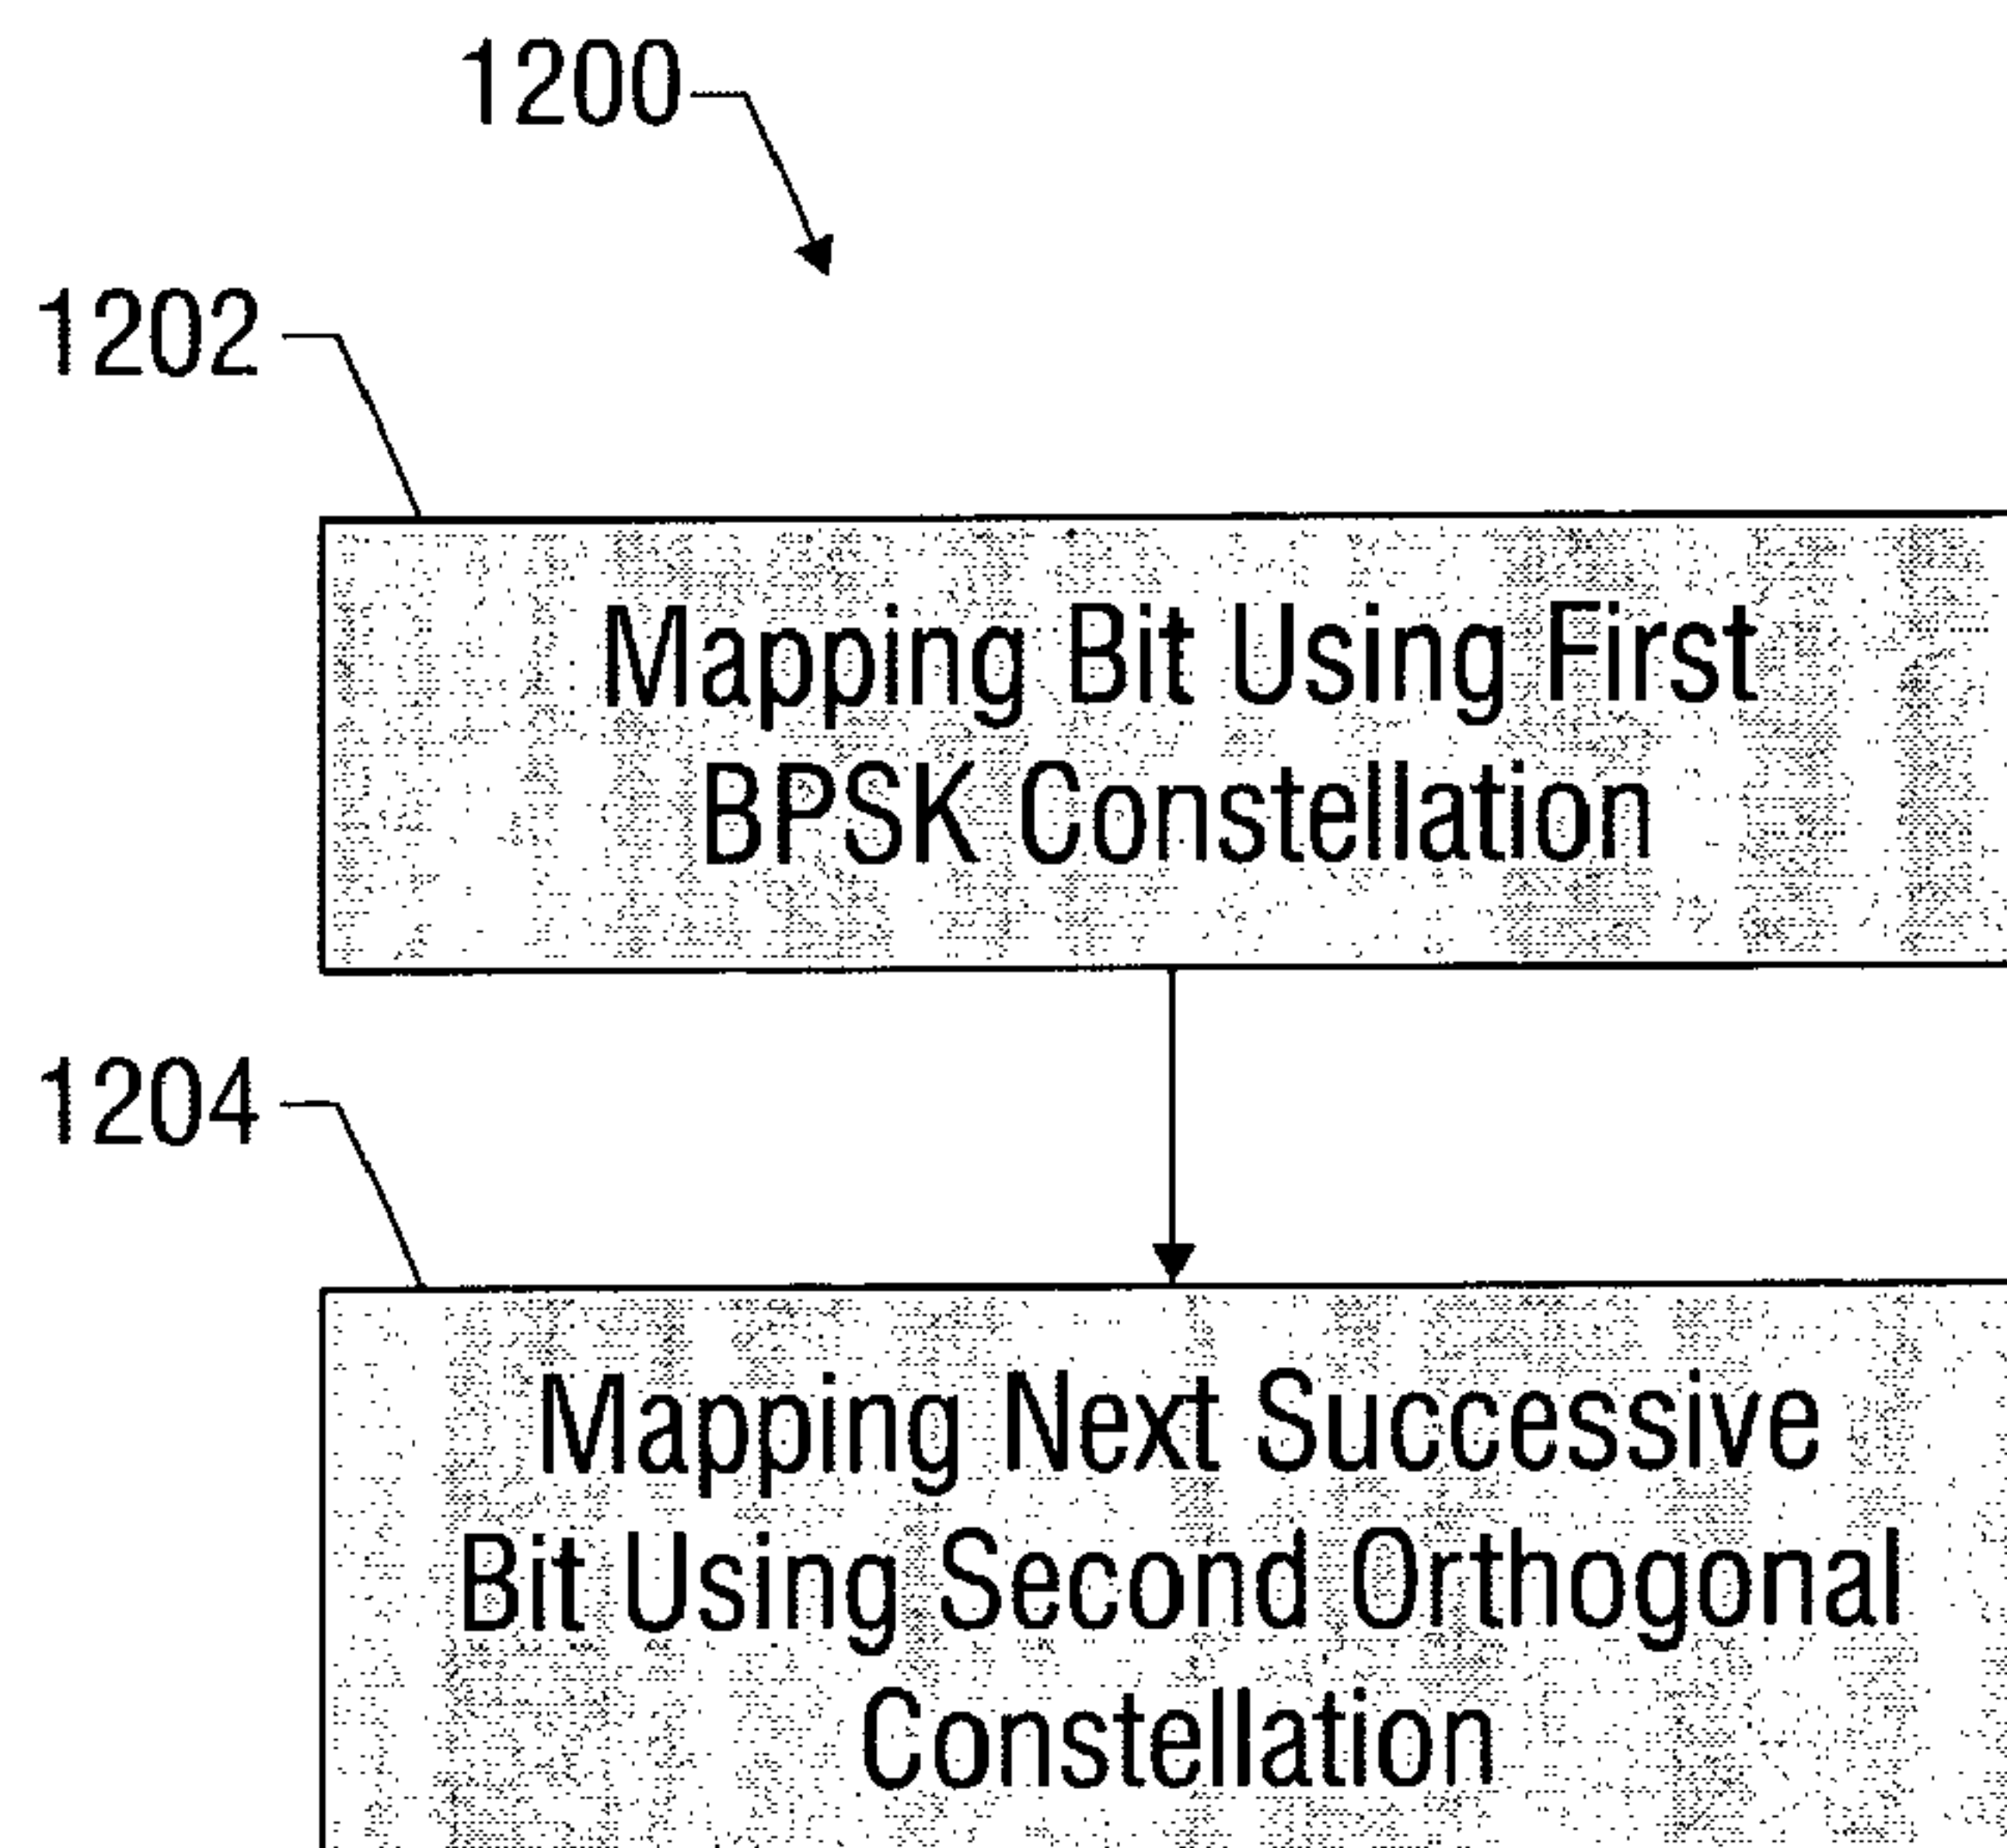 1200
1202
Mapping Bit Using First
BPSK Constellation
1204
Mapping Next Successive
Bit Using Second Orthogonal
Constellation